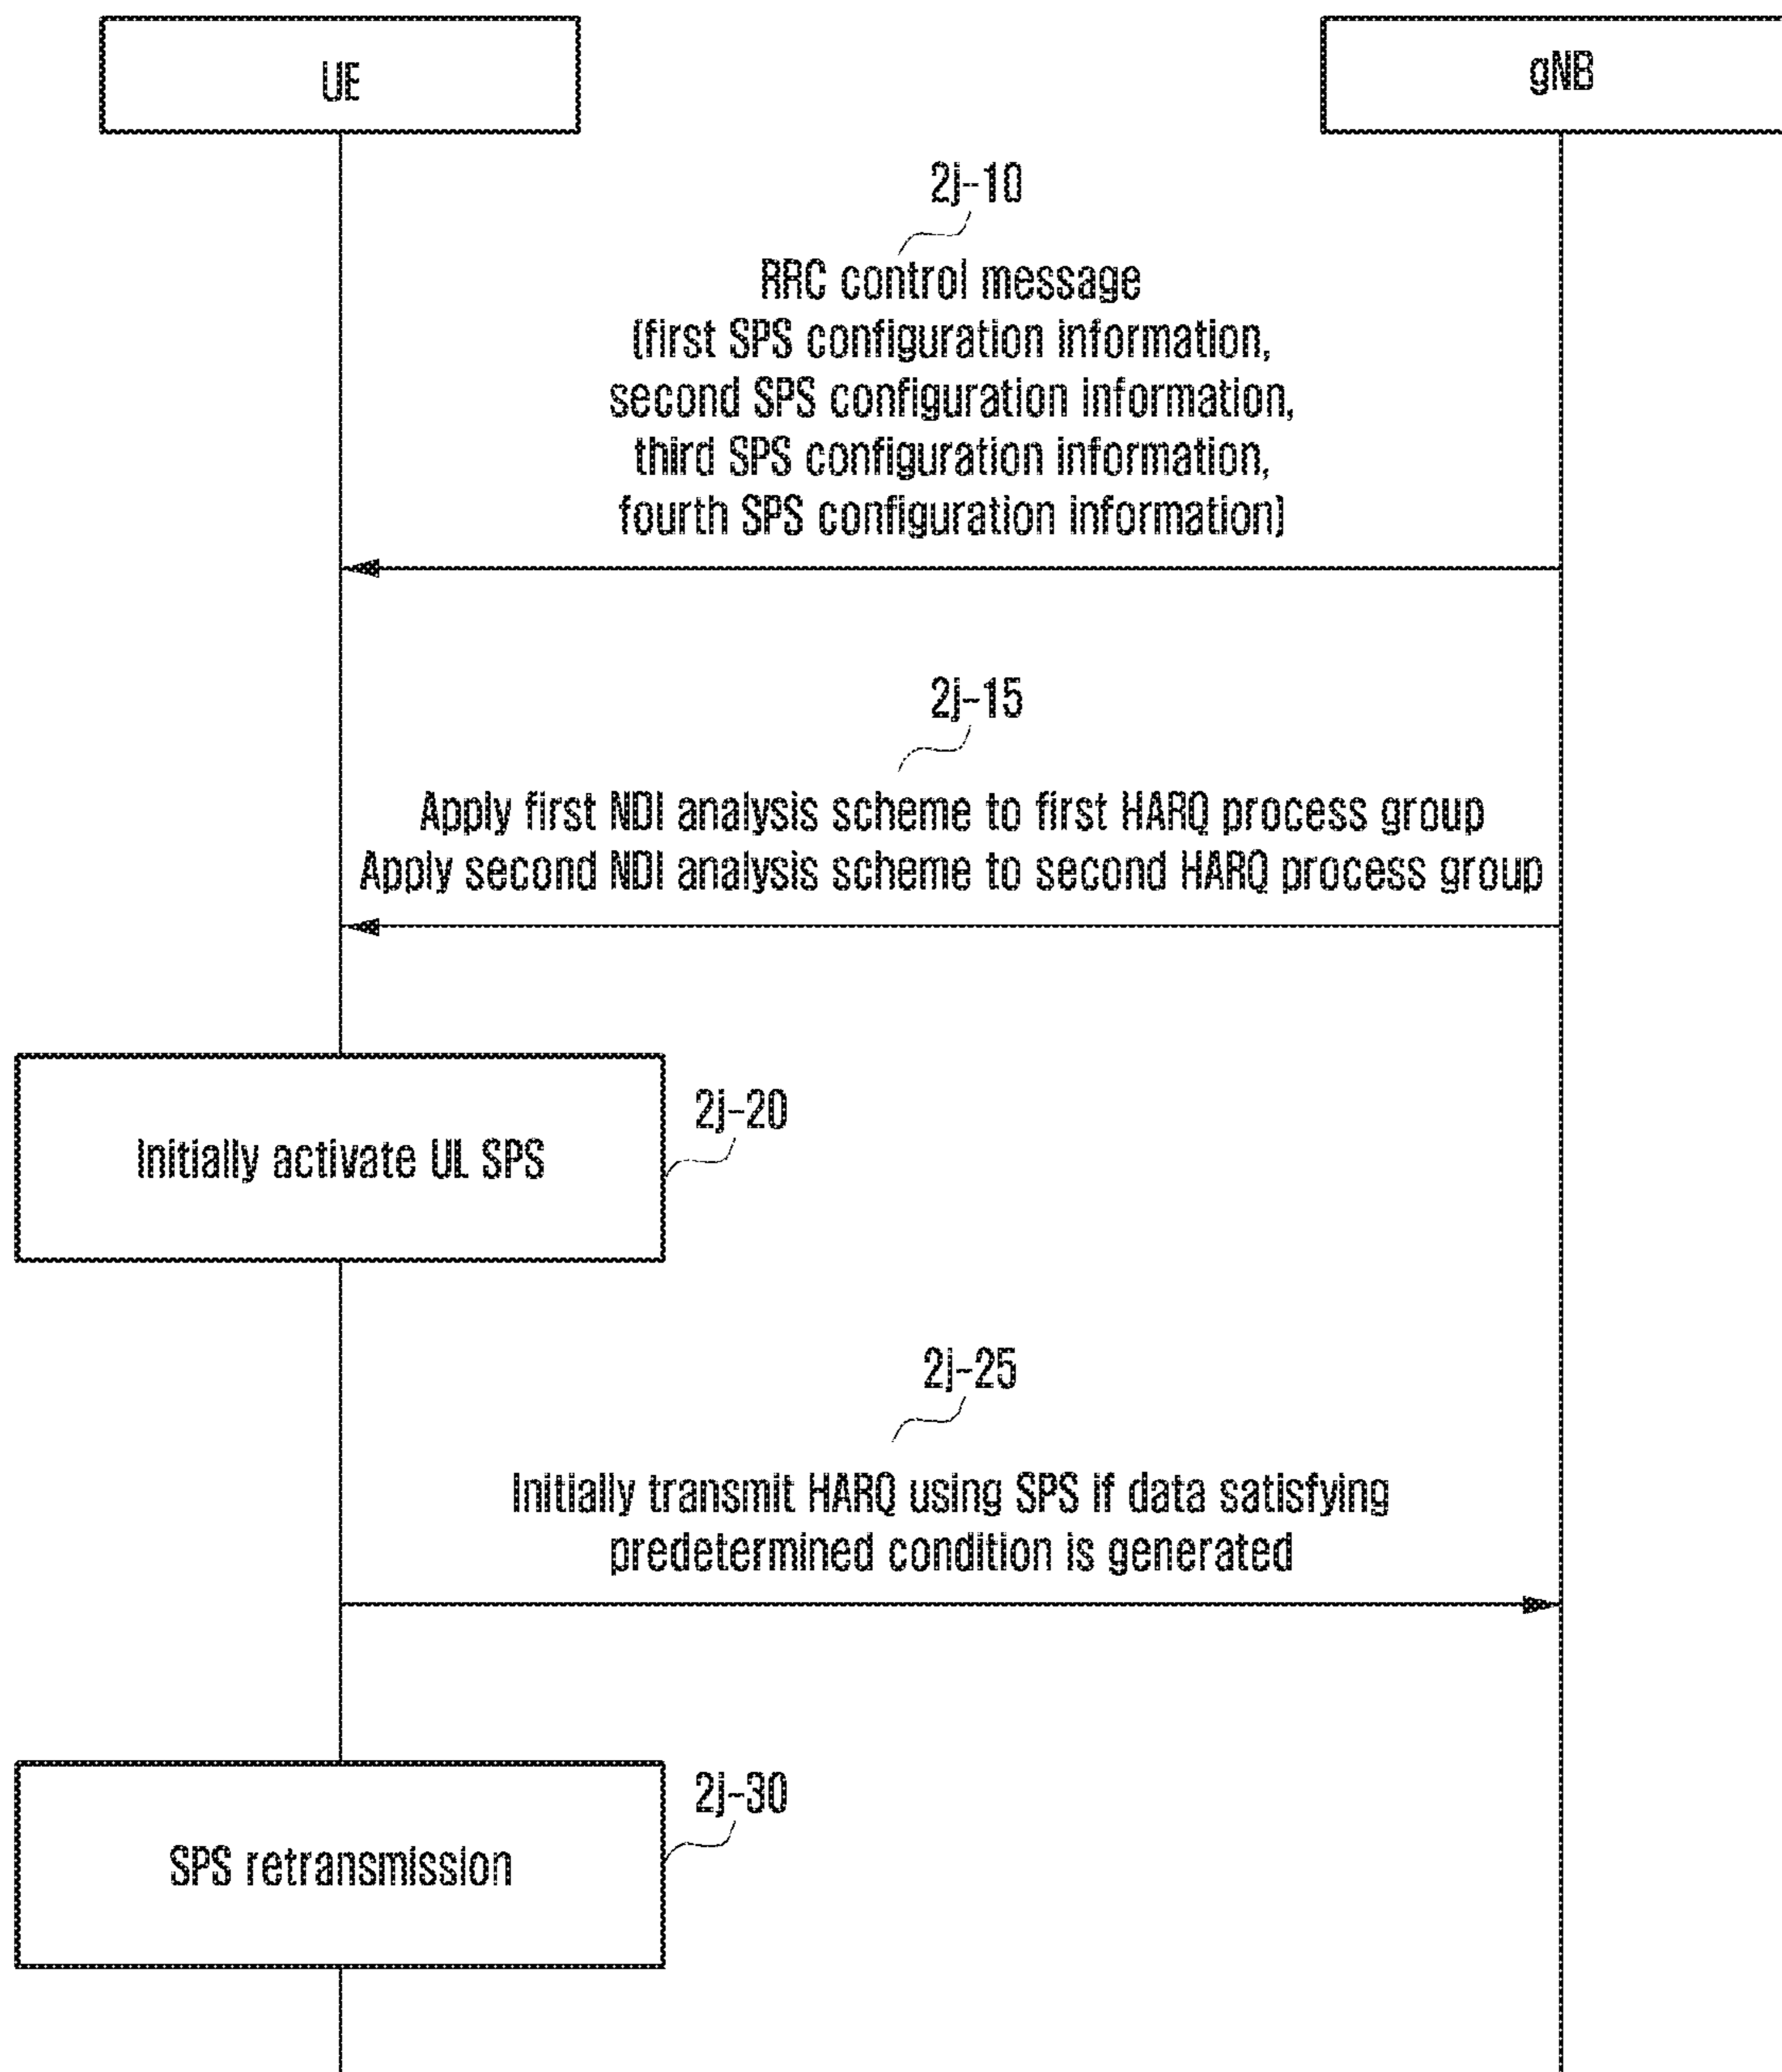 UE
gNB
2j-10
RRC control message
(first SPS configuration information,
second SPS configuration information,
third SPS configuration information,
fourth SPS configuration information)
2j-15
Apply first NDI analysis scheme to first HARQ process group
Apply second NDI analysis scheme to second HARQ process group
Initially activate UL SPS
2j-20
2j-25
Initially transmit HARQ using SPS if data satisfying
predetermined condition is generated
SPS retransmission
2j-30